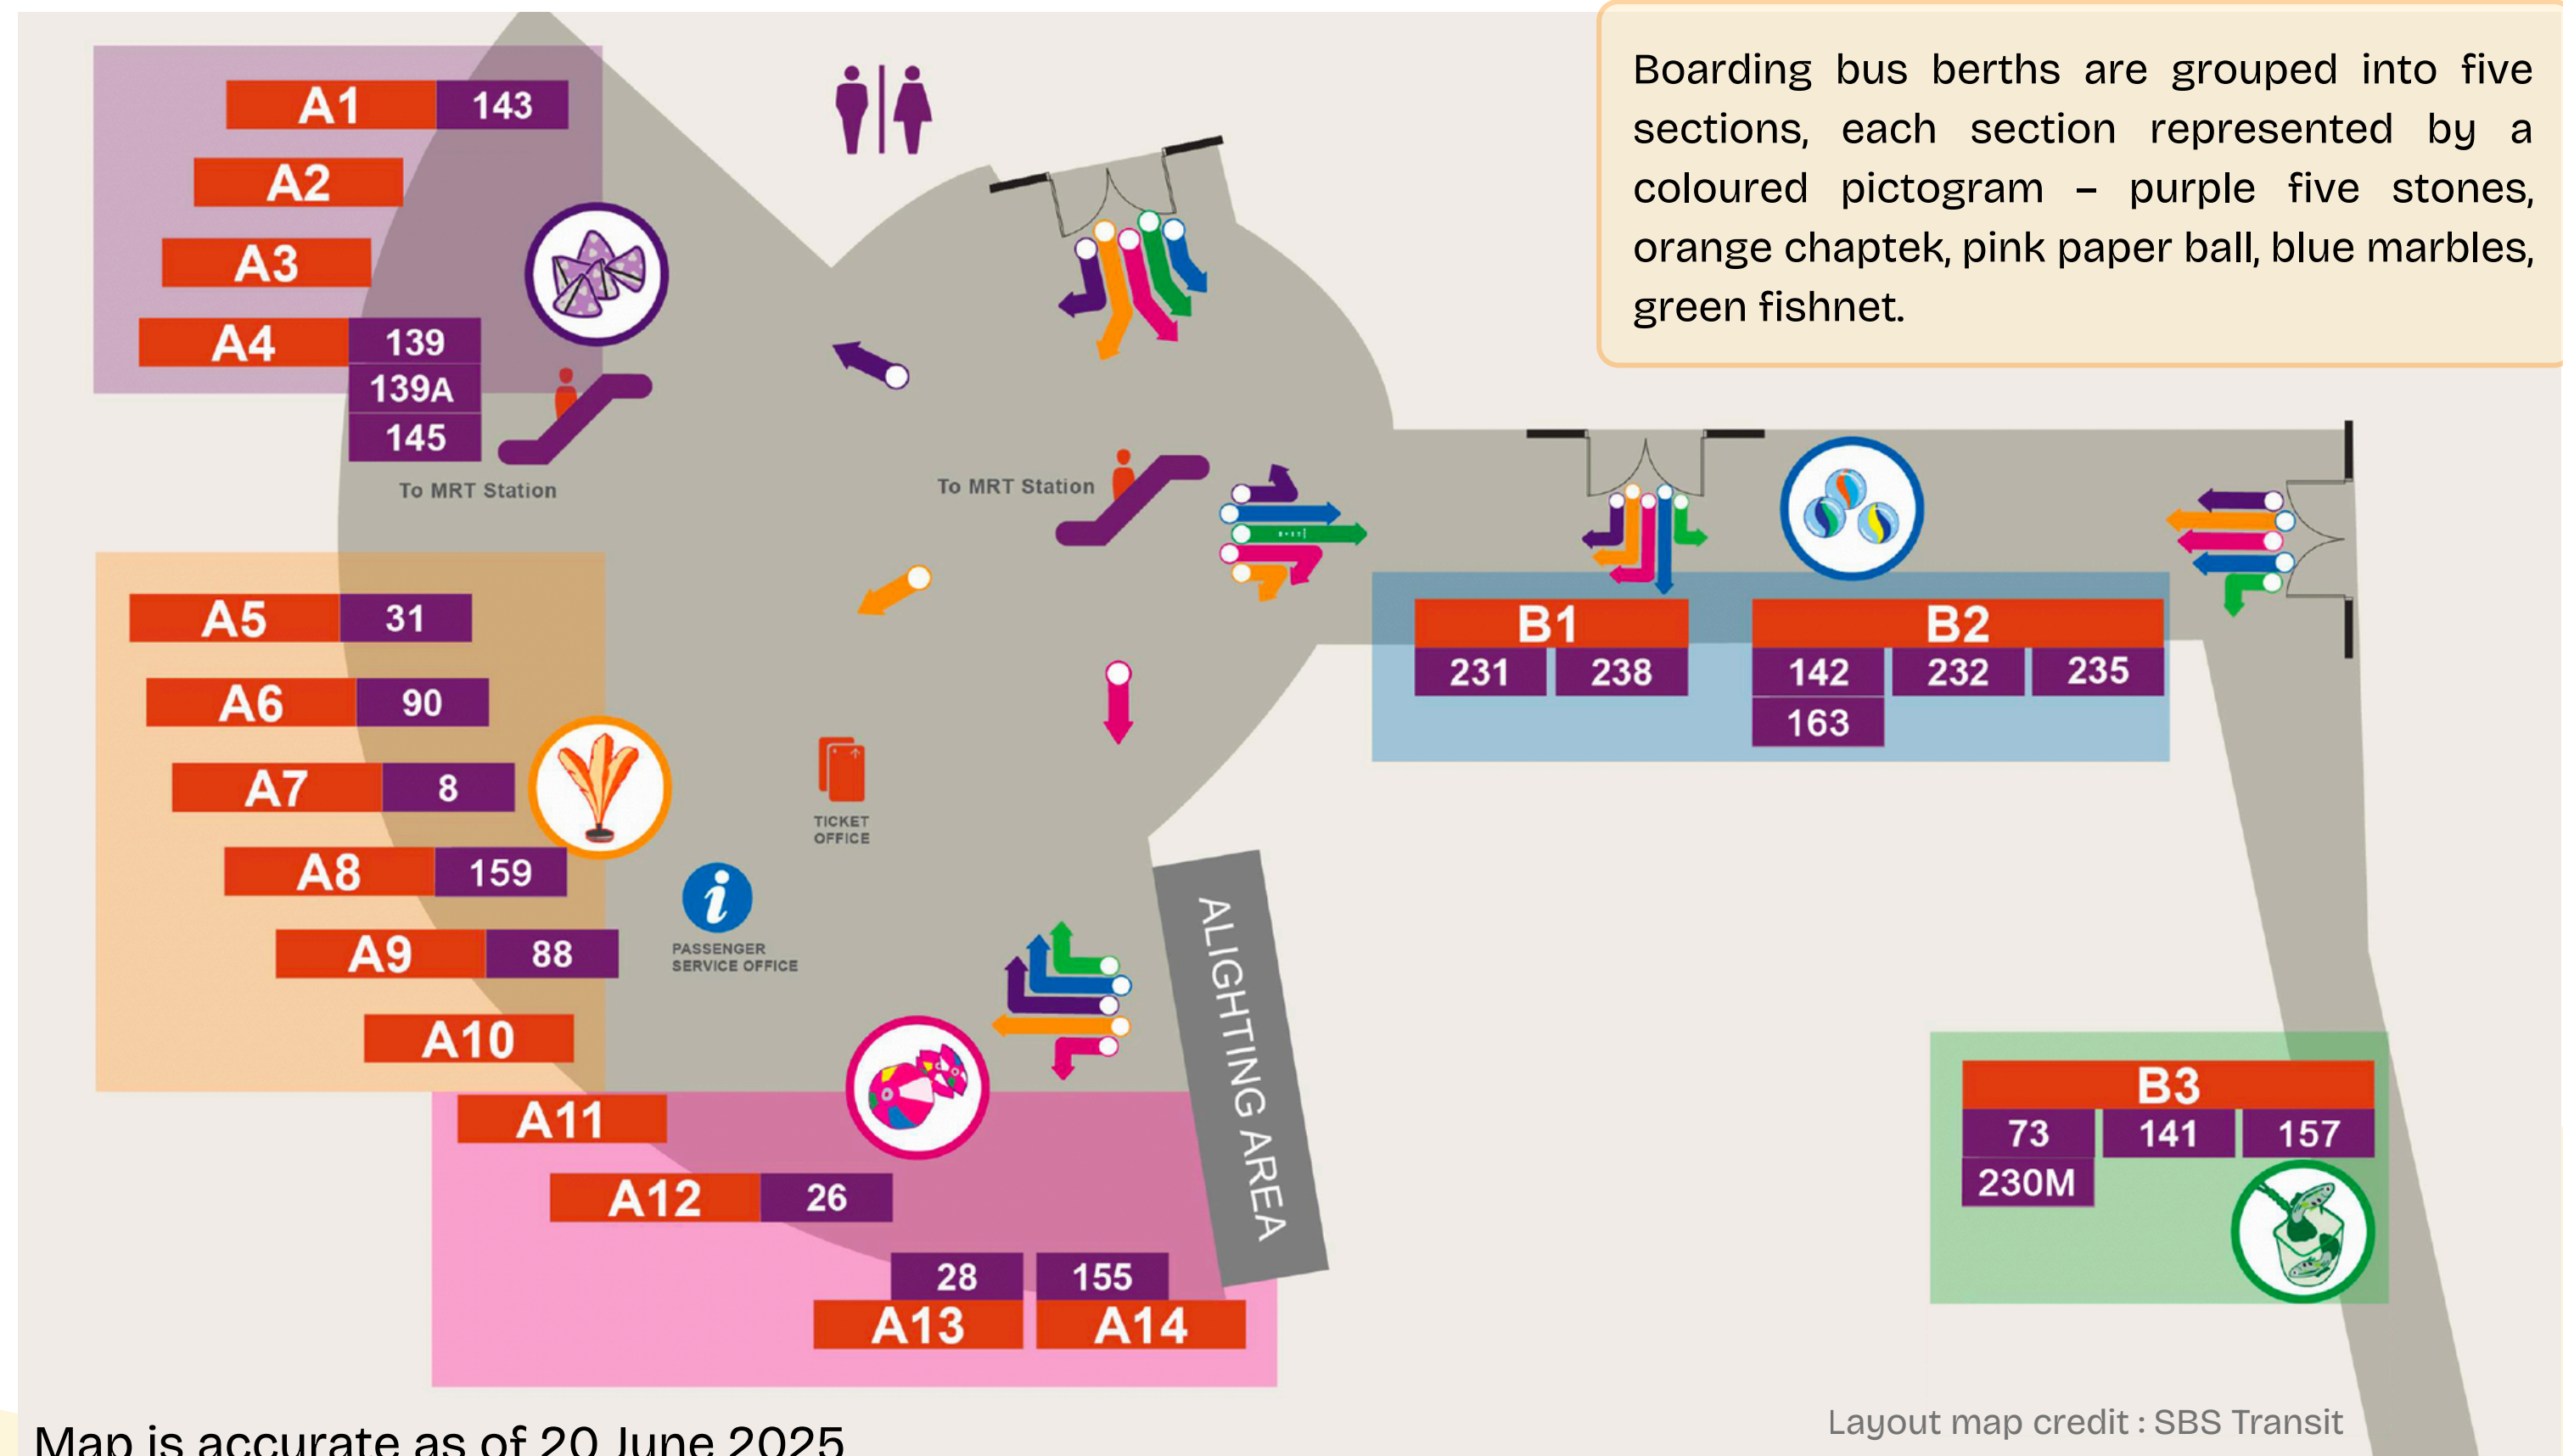 Boarding bus berths are grouped into five
sections, each section represented by a
coloured pictogram – purple five stones,
orange chaptek, pink paper ball, blue marbles,
green fishnet.
A1 143
A2
A3
A4 139
139A
145
To MRT Station
To MRT Station
A5 31
A6 90
A7 8
A8 159
A9 88
A10
TICKET
OFFICE
PASSENGER
SERVICE OFFICE
ALIGHTING AREA
A11
A12 26
28 155
A13 A14
B1 B2
231 238 142 232 235
163
B3
73 141 157
230M
Layout map credit : SBS Transit
Map is accurate as of 20 June 2025